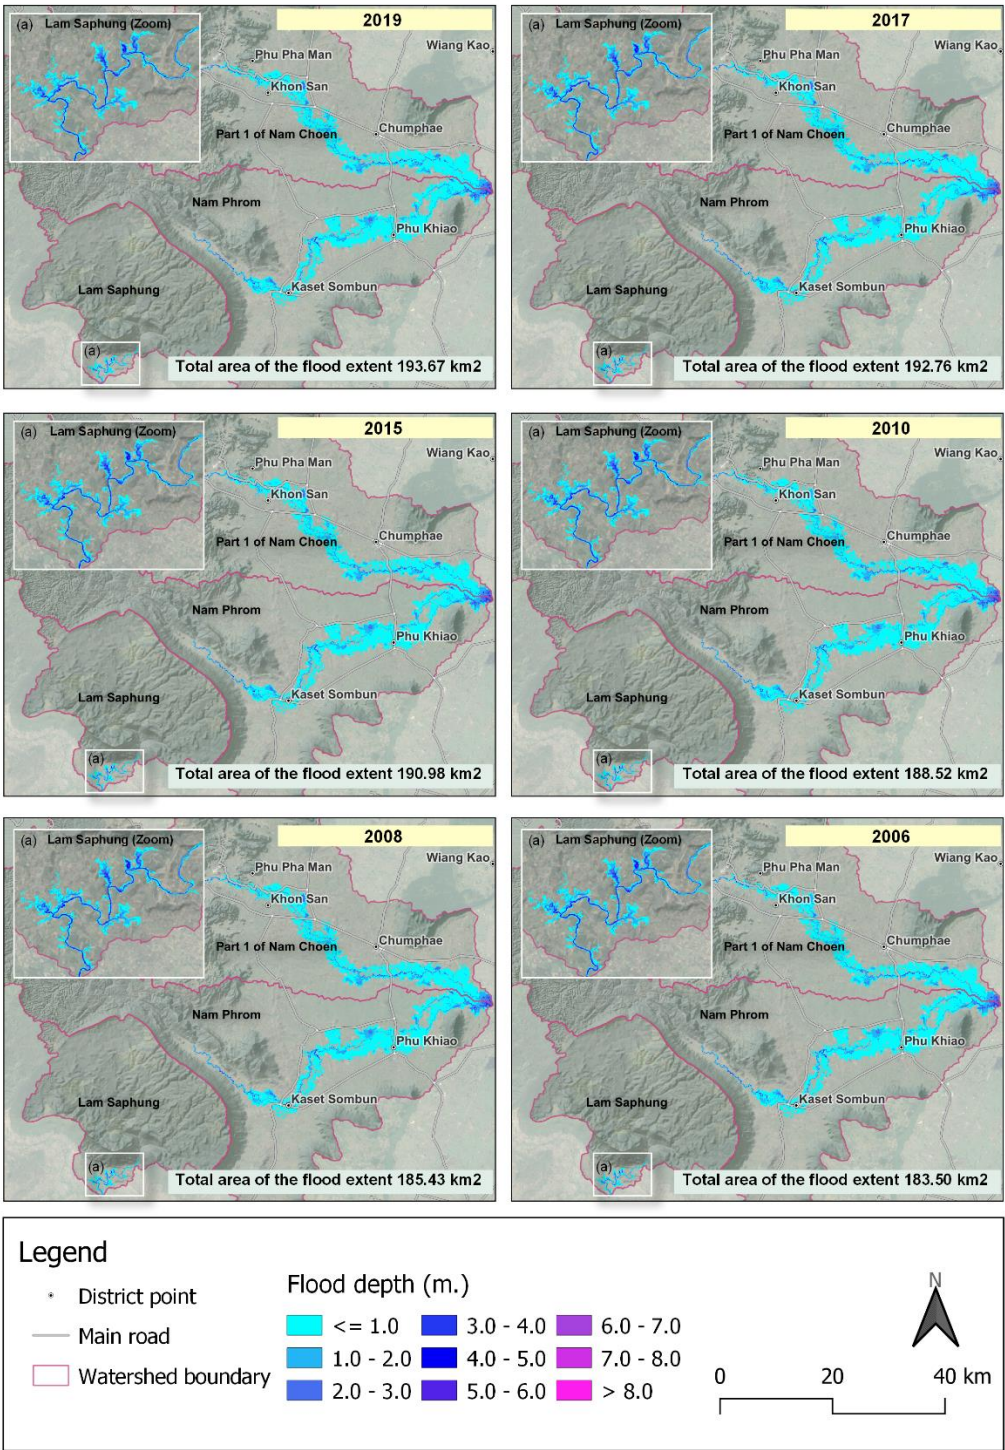 (a) Lam Saphung (Zoom)
2019
Wiang Kao
Phu Pha Man
Khon San
Part 1 of Nam Choen
Chumphae
Nam Phrom
Phu Khiao
Lam Saphung
Kaset Sombun
(a)
Total area of the flood extent 193.67 km2
(a) Lam Saphung (Zoom)
2017
Wiang Kao
Phu Pha Man
Khon San
Part 1 of Nam Choen
Chumphae
Nam Phrom
Phu Khiao
Lam Saphung
Kaset Sombun
(a)
Total area of the flood extent 192.76 km2
(a) Lam Saphung (Zoom)
2015
Wiang Kao
Phu Pha Man
Khon San
Part 1 of Nam Choen
Chumphae
Nam Phrom
Phu Khiao
Lam Saphung
Kaset Sombun
(a)
Total area of the flood extent 190.98 km2
(a) Lam Saphung (Zoom)
2010
Wiang Kao
Phu Pha Man
Khon San
Part 1 of Nam Choen
Chumphae
Nam Phrom
Phu Khiao
Lam Saphung
Kaset Sombun
(a)
Total area of the flood extent 188.52 km2
(a) Lam Saphung (Zoom)
2008
Wiang Kao
Phu Pha Man
Khon San
Part 1 of Nam Choen
Chumphae
Nam Phrom
Phu Khiao
Lam Saphung
Kaset Sombun
(a)
Total area of the flood extent 185.43 km2
(a) Lam Saphung (Zoom)
2006
Wiang Kao
Phu Pha Man
Khon San
Part 1 of Nam Choen
Chumphae
Nam Phrom
Phu Khiao
Lam Saphung
Kaset Sombun
(a)
Total area of the flood extent 183.50 km2
Legend
District point
Main road
Watershed boundary
Flood depth (m.)
<= 1.0
1.0 - 2.0
2.0 - 3.0
3.0 - 4.0
4.0 - 5.0
5.0 - 6.0
6.0 - 7.0
7.0 - 8.0
> 8.0
N
0 20 40 km